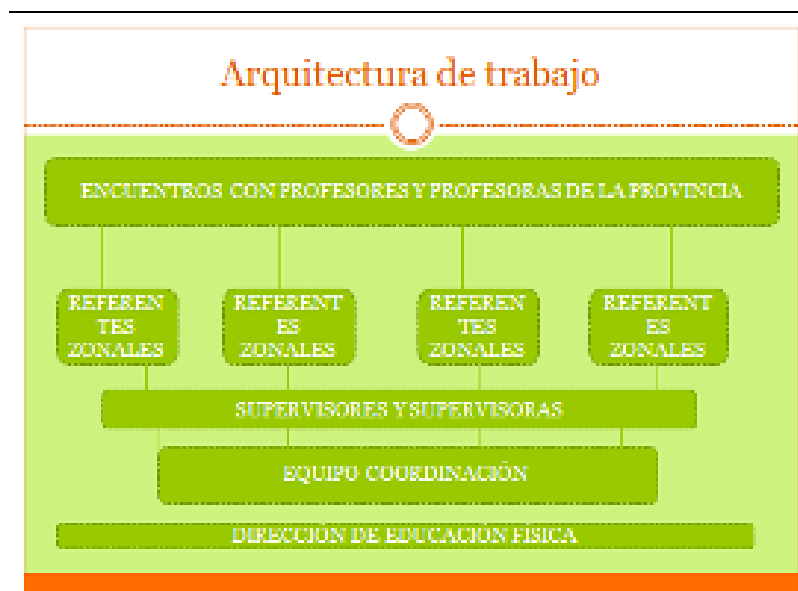 Arquitectura de trabajo
ENCUENTROS CON PROFESORES Y PROFESORAS DE LA PROVINCIA
REFEREN
TES
ZONALES
REFERENT
ES
ZONALES
REFEREN
TES
ZONALES
REFERENT
ES
ZONALES
SUPERVISORES Y SUPERVISORAS
EQUIPO COORDINACIÓN
DIRECCIÓN DE EDUCACIÓN FÍSICA